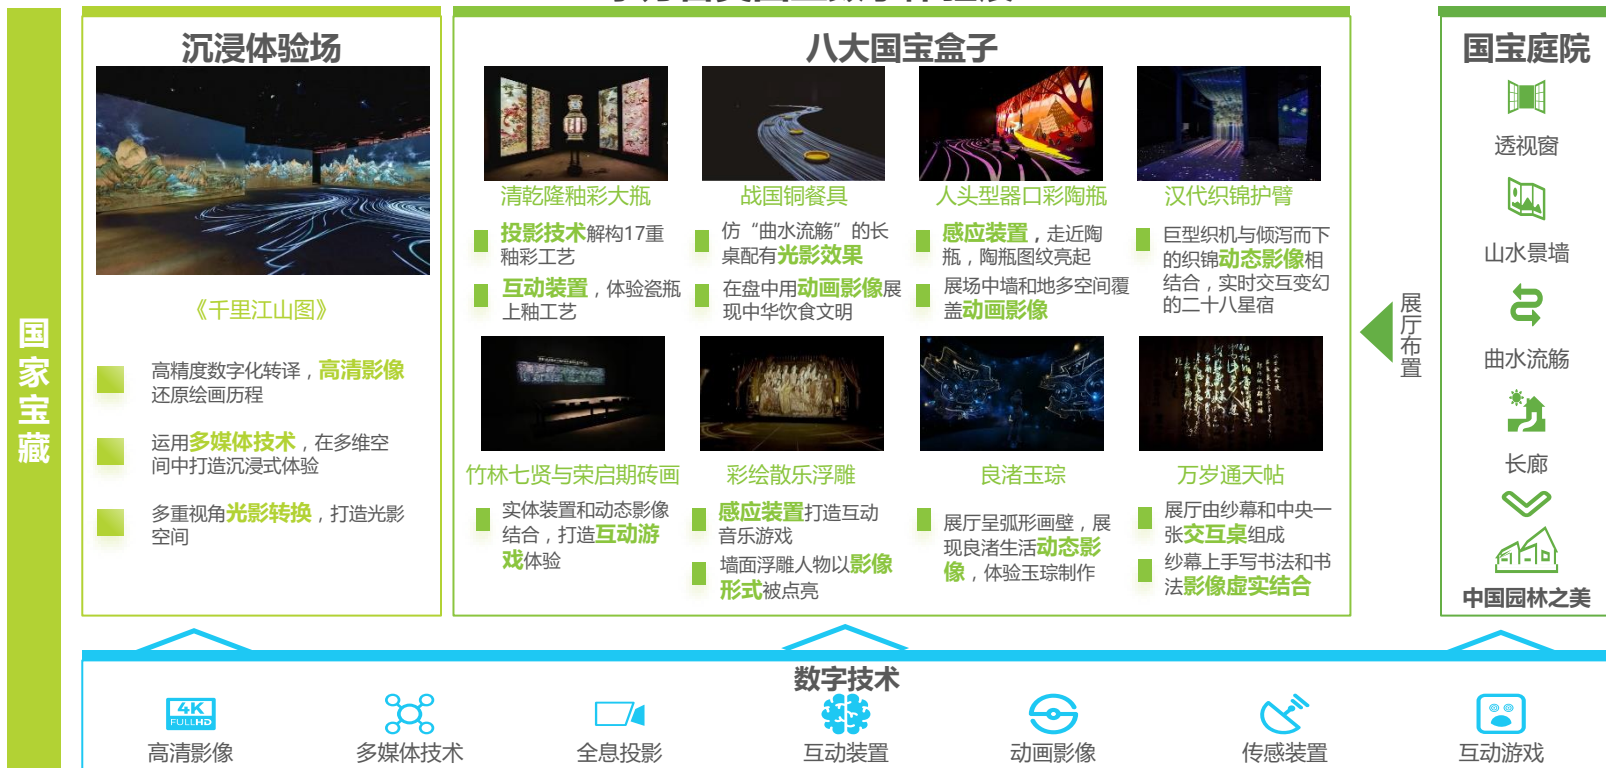 国家宝藏
沉浸体验场
《千里江山图》
高精度数字化转译，高清影像
还原绘画历程
运用多媒体技术，在多维空
间中打造沉浸式体验
多重视角光影转换，打造光影
空间
八大国宝盒子
清乾隆釉彩大瓶
投影技术解构17重
釉彩工艺
互动装置，体验瓷瓶
上釉工艺
战国铜餐具
仿“曲水流觞”的长
桌配有光影效果
在盘中用动画影像展
现中华饮食文明
人头型器口彩陶瓶
感应装置，走近陶
瓶，陶瓶图纹亮起
展场中墙和地多空间覆
盖动画影像
汉代织锦护臂
巨型织机与倾泻而下
的织锦动态影像相
结合，实时交互变幻
的二十八星宿
竹林七贤与荣启期砖画
实体装置和动态影像
结合，打造互动游
戏体验
彩绘散乐浮雕
感应装置打造互动
音乐游戏
墙面浮雕人物以影像
形式被点亮
良渚玉琮
展厅呈弧形画壁，展
现良渚生活动态影
像，体验玉琮制作
万岁通天帖
展厅由纱幕和中央一
张交互桌组成
纱幕上手写书法和书
法影像虚实结合
展厅布置
国宝庭院
透视窗
山水景墙
曲水流觞
长廊
中国园林之美
数字技术
4K
FULLHD
高清影像
多媒体技术
全息投影
互动装置
动画影像
传感装置
互动游戏